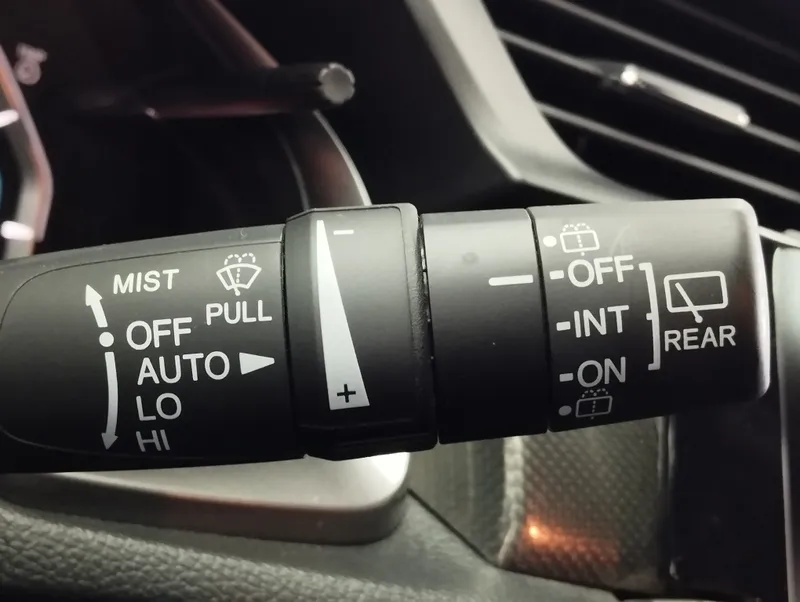 MIST
PULL
OFF
AUTO
LO
HI
-
+
OFF
INT
ON
REAR